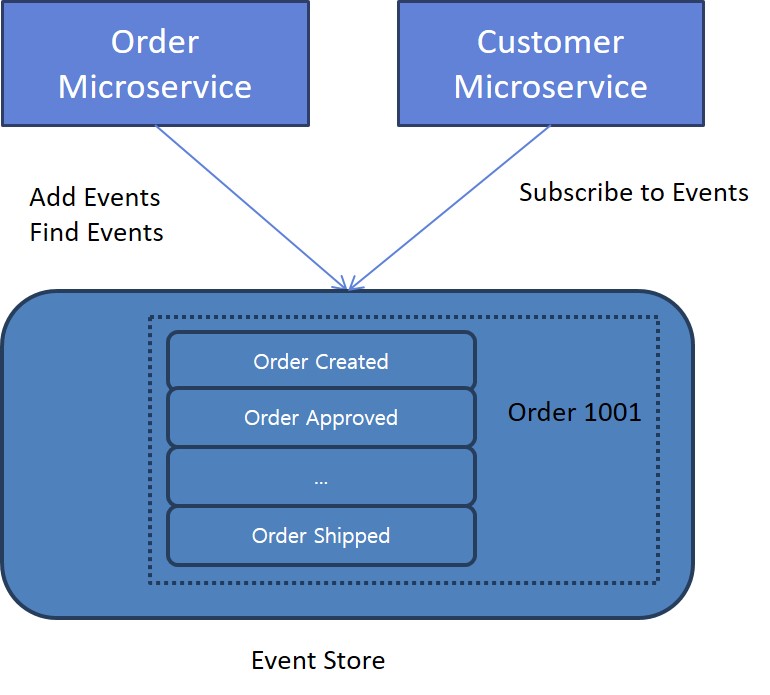 Order
Microservice
Customer
Microservice
Add Events
Find Events
Subscribe to Events
Order Created
Order Approved
...
Order Shipped
Order 1001
Event Store